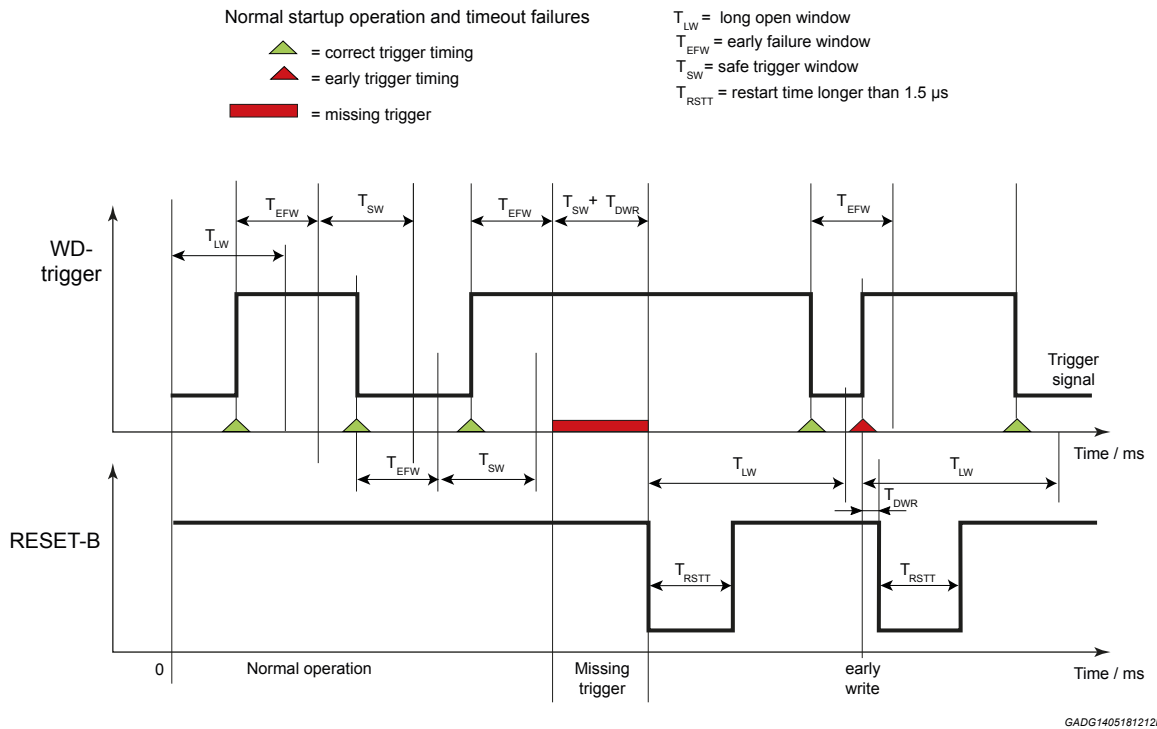 Normal startup operation and timeout failures
= correct trigger timing
= early trigger timing
= missing trigger
TLW = long open window
TEFW = early failure window
TSW = safe trigger window
TRSTT = restart time longer than 1.5 µs
TEFW
TSW
TEFW
TSW + TDWR
TEFW
TLW
WD-
trigger
Trigger
signal
Time / ms
TEFW
TSW
TLW
TLW
TDWR
RESET-B
TRSTT
TRSTT
0
Normal operation
Missing
trigger
early
write
Time / ms
GADG1405181212